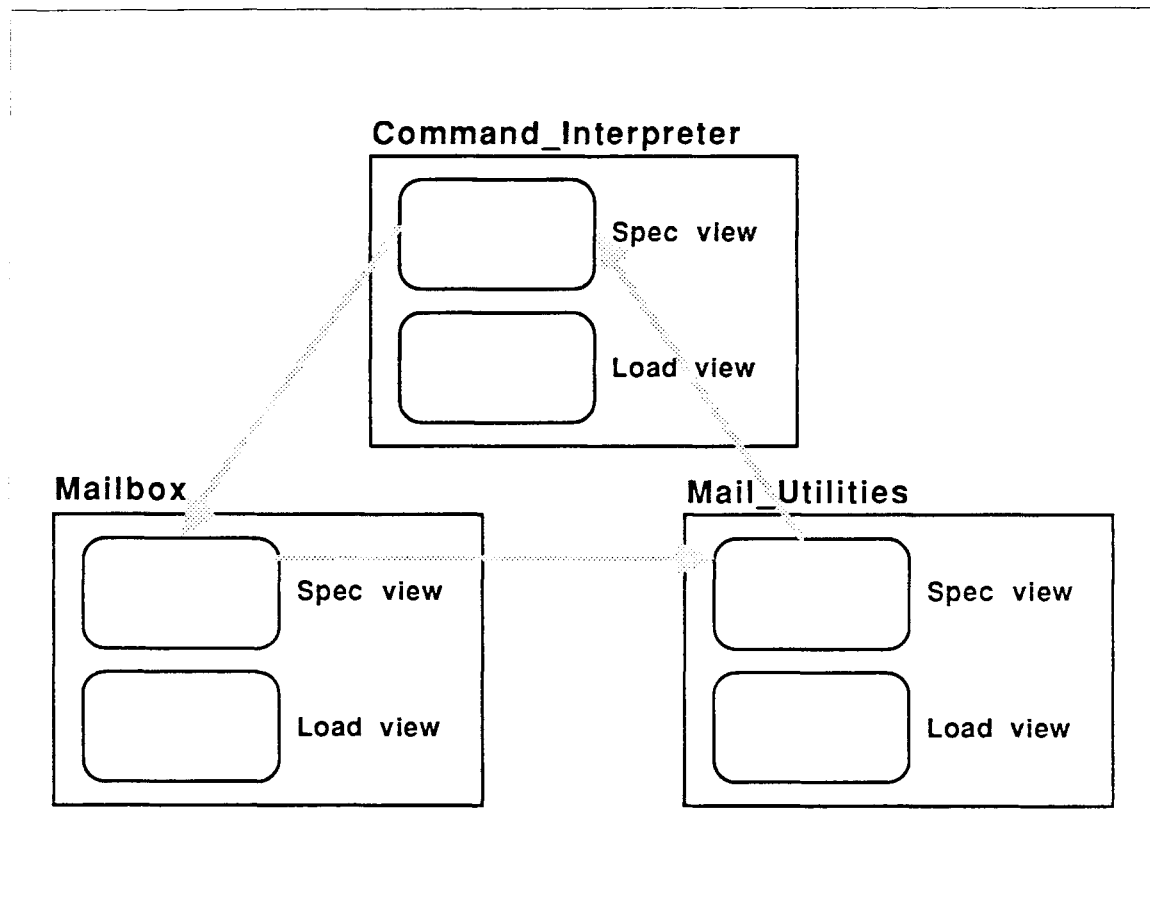 Command_Interpreter
Spec view
Load view
Mailbox
Spec view
Load view
Mail_Utilities
Spec view
Load view